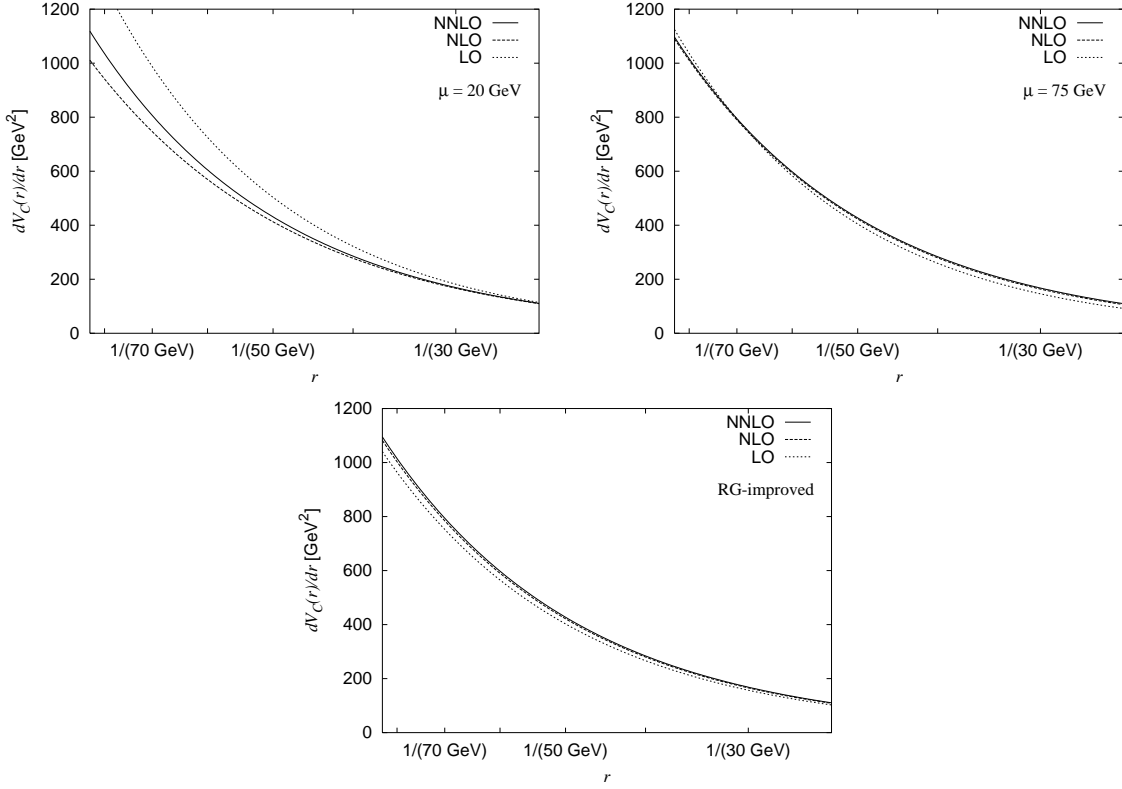 1200
1000
800
600
400
200
0
dV_C(r)/dr [GeV^2]
NNLO
NLO
LO
μ = 20 GeV
1/(70 GeV) 1/(50 GeV) 1/(30 GeV)
r
1200
1000
800
600
400
200
0
dV_C(r)/dr [GeV^2]
NNLO
NLO
LO
μ = 75 GeV
1/(70 GeV) 1/(50 GeV) 1/(30 GeV)
r
1200
1000
800
600
400
200
0
dV_C(r)/dr [GeV^2]
NNLO
NLO
LO
RG-improved
1/(70 GeV) 1/(50 GeV) 1/(30 GeV)
r